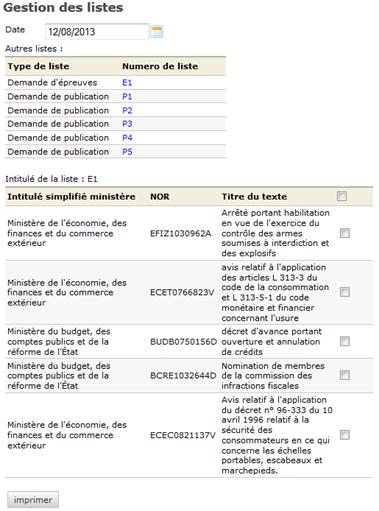 Gestion des listes
Date 12/08/2013
Autres listes :
Type de liste Numero de liste
Demande d'épreuves E1
Demande de publication P1
Demande de publication P2
Demande de publication P3
Demande de publication P4
Demande de publication P5
Intitulé de la liste : E1
Intitulé simplifié ministère NOR Titre du texte
Ministère de l'économie, des
finances et du commerce
extérieur
EFIZ1030962A
Arrêté portant habilitation
en vue de l'exercice du
contrôle des armes
soumises à interdiction et
des explosifs
Ministère de l'économie, des
finances et du commerce
extérieur
ECET0766823V
avis relatif à l'application
des articles L 313-3 du
code de la consommation
et L 313-5-1 du code
monétaire et financier
concernant l'usure
Ministère du budget, des
comptes publics et de la
réforme de l'État
BUDB0750156D
décret d'avance portant
ouverture et annulation
de crédits
Ministère du budget, des
comptes publics et de la
réforme de l'État
BCRE1032644D
Nomination de membres
de la commission des
infractions fiscales
Ministère de l'économie, des
finances et du commerce
extérieur
ECEC0821137V
Avis relatif à l'application
du décret n° 96-333 du 10
avril 1996 relatif à la
sécurité des
consommateurs en ce qui
concerne les échelles
portables, escabeaux et
marchepieds.
imprimer